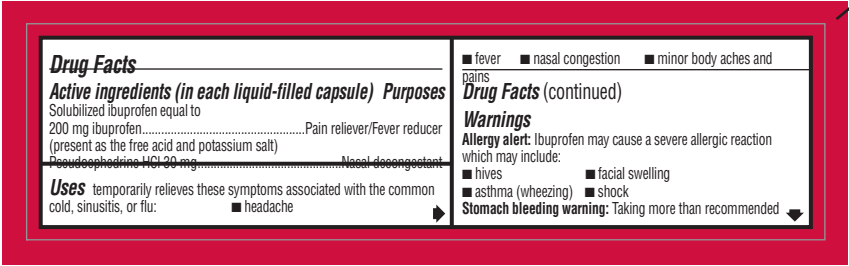 Drug Facts
Active ingredients (in each liquid-filled capsule) Purposes
Solubilized ibuprofen equal to
200 mg ibuprofen......................................................Pain reliever/Fever reducer
(present as the free acid and potassium salt)
Pseudoephedrine HCl 30 mg................................................Nasal decongestant
Uses temporarily relieves these symptoms associated with the common
cold, sinusitis, or flu: ■ headache
■ fever ■ nasal congestion ■ minor body aches and
pains
Drug Facts (continued)
Warnings
Allergy alert: Ibuprofen may cause a severe allergic reaction
which may include:
■ hives ■ facial swelling
■ asthma (wheezing) ■ shock
Stomach bleeding warning: Taking more than recommended